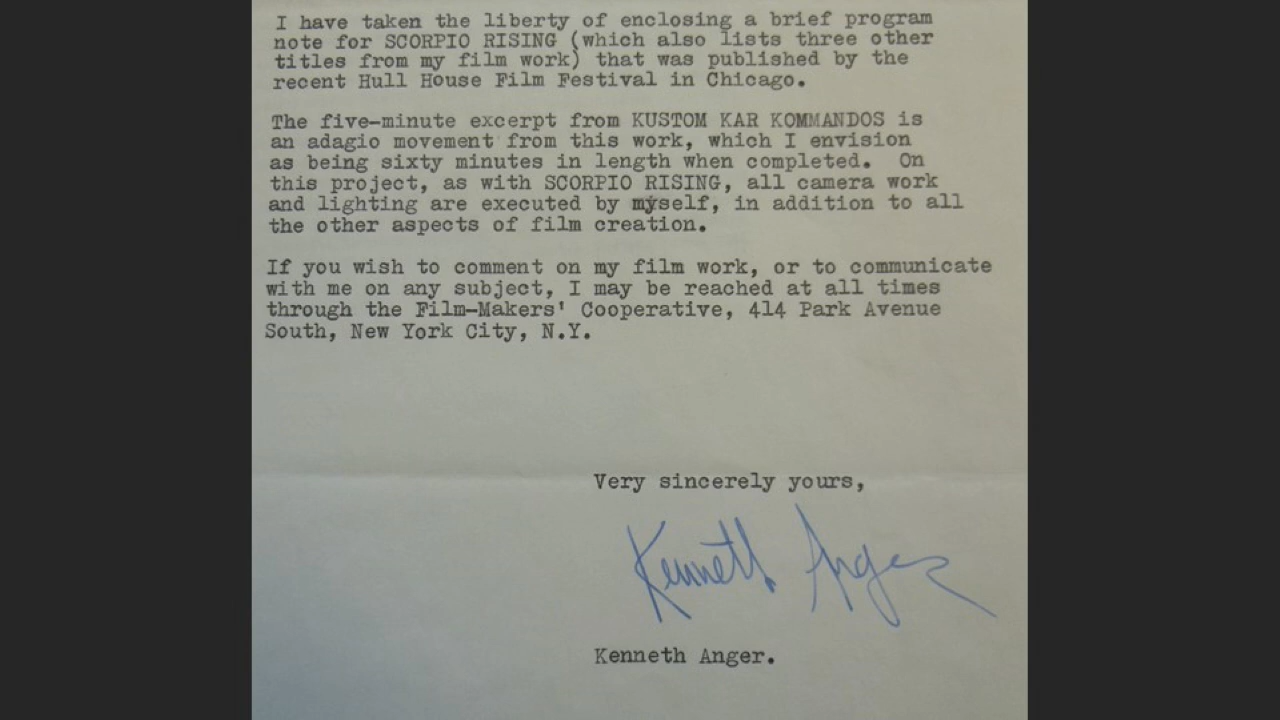 I have taken the liberty of enclosing a brief program
note for SCORPIO RISING (which also lists three other
titles from my film work) that was published by the
recent Hull House Film Festival in Chicago.
The five-minute excerpt from KUSTOM KAR KOMMANDOS is
an adagio movement from this work, which I envision
as being sixty minutes in length when completed. On
this project, as with SCORPIO RISING, all camera work
and lighting are executed by myself, in addition to all
the other aspects of film creation.
If you wish to comment on my film work, or to communicate
with me on any subject, I may be reached at all times
through the Film-Makers' Cooperative, 414 Park Avenue
South, New York City, N.Y.
Very sincerely yours,
Kenneth Anger
Kenneth Anger.